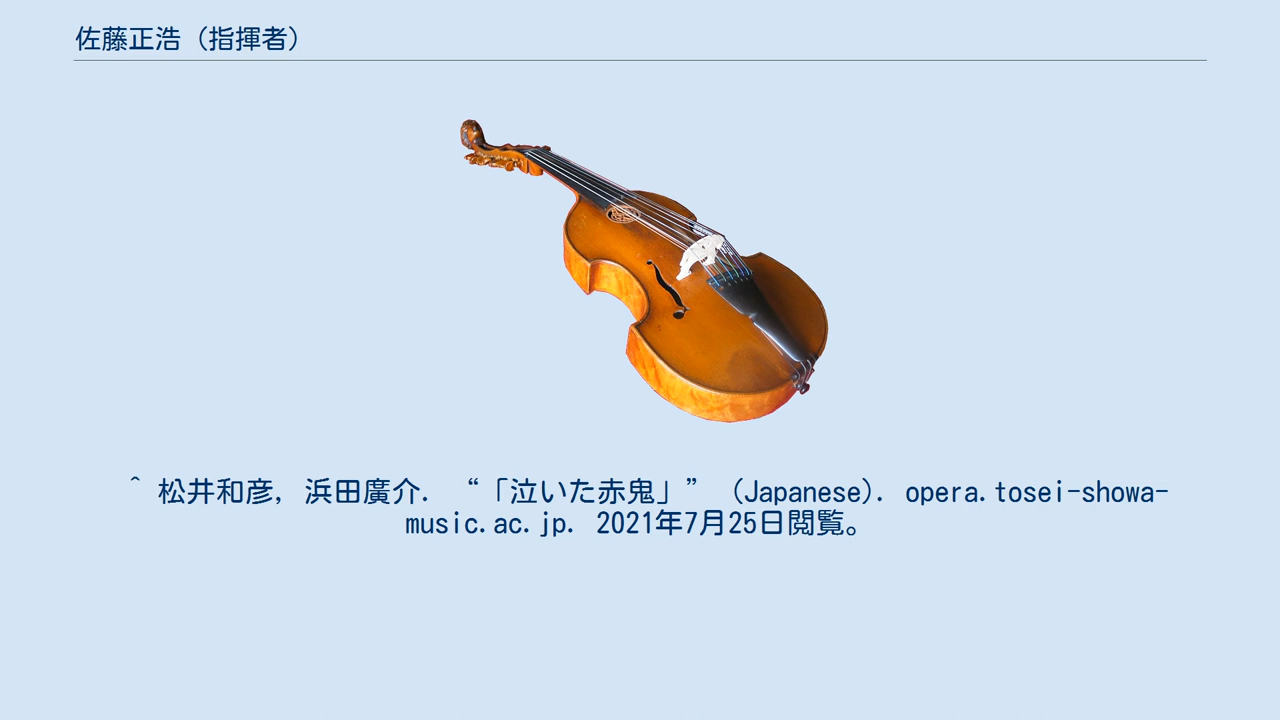 佐藤正浩（指揮者）
^ 松井和彦, 浜田廣介. “「泣いた赤鬼」” (Japanese). opera.tosei-showa-
music.ac.jp. 2021年7月25日閲覧。